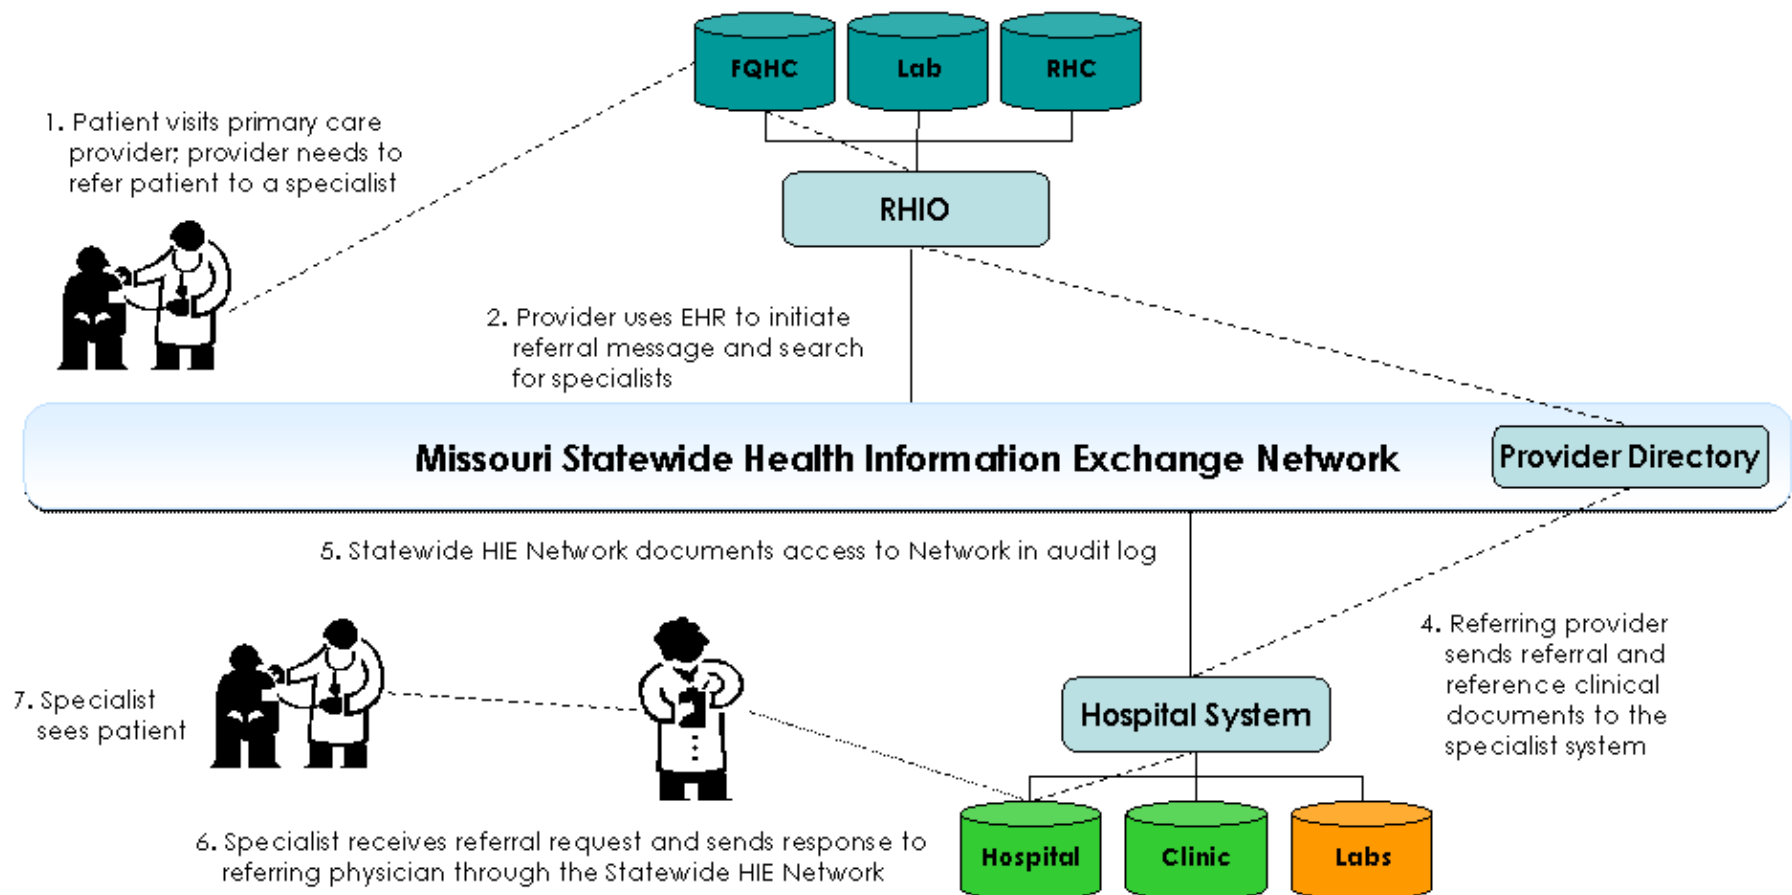 FQHC
Lab
RHC
1. Patient visits primary care
provider; provider needs to
refer patient to a specialist
RHIO
2. Provider uses EHR to initiate
referral message and search
for specialists
Missouri Statewide Health Information Exchange Network
Provider Directory
5. Statewide HIE Network documents access to Network in audit log
4. Referring provider
sends referral and
reference clinical
documents to the
specialist system
7. Specialist
sees patient
Hospital System
6. Specialist receives referral request and sends response to
referring physician through the Statewide HIE Network
Hospital
Clinic
Labs